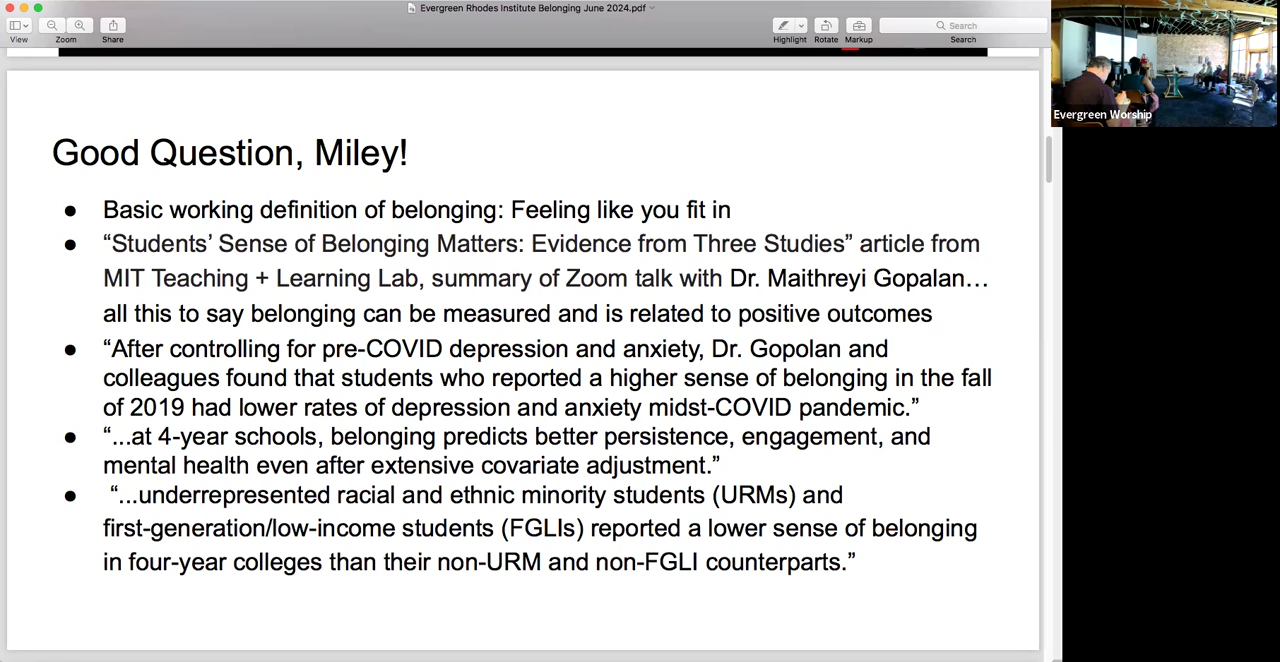 Evergreen Rhodes Institute Belonging June 2024.pdf
View
Zoom
Share
Highlight
Rotate
Markup
Search
Search
Evergreen Worship
Good Question, Miley!
● Basic working definition of belonging: Feeling like you fit in
● “Students’ Sense of Belonging Matters: Evidence from Three Studies” article from
MIT Teaching + Learning Lab, summary of Zoom talk with Dr. Maithreyi Gopalan…
all this to say belonging can be measured and is related to positive outcomes
● “After controlling for pre-COVID depression and anxiety, Dr. Gopolan and
colleagues found that students who reported a higher sense of belonging in the fall
of 2019 had lower rates of depression and anxiety midst-COVID pandemic.”
● “...at 4-year schools, belonging predicts better persistence, engagement, and
mental health even after extensive covariate adjustment.”
● “...underrepresented racial and ethnic minority students (URMs) and
first-generation/low-income students (FGLIs) reported a lower sense of belonging
in four-year colleges than their non-URM and non-FGLI counterparts.”